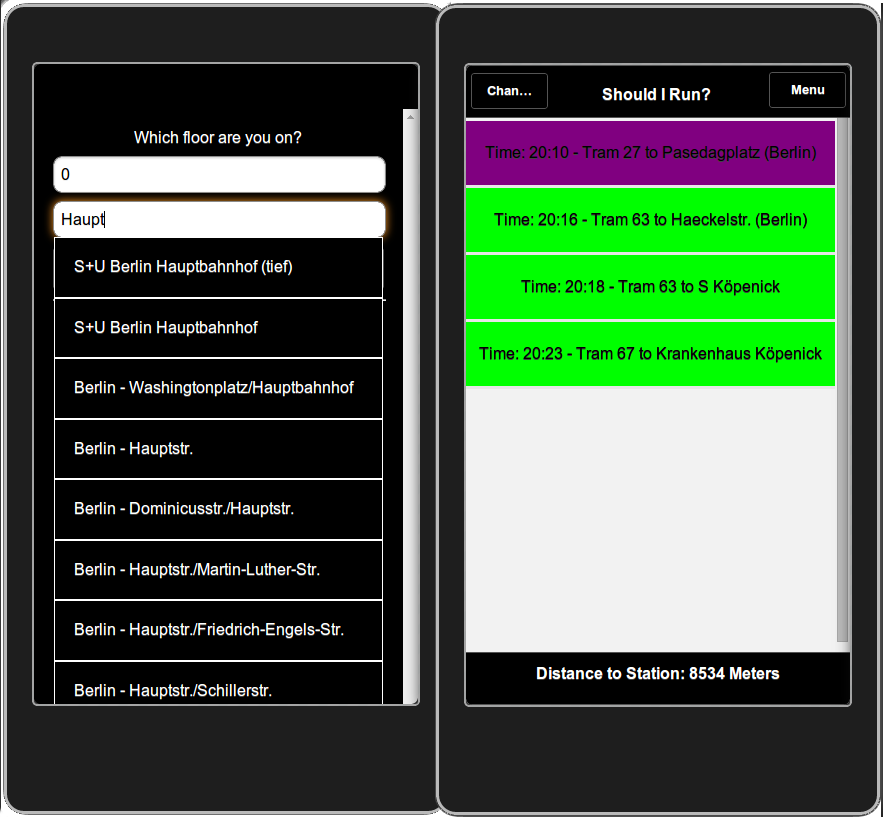 Which floor are you on?
0
Haupt
S+U Berlin Hauptbahnhof (tief)
S+U Berlin Hauptbahnhof
Berlin - Washingtonplatz/Hauptbahnhof
Berlin - Hauptstr.
Berlin - Dominicusstr./Hauptstr.
Berlin - Hauptstr./Martin-Luther-Str.
Berlin - Hauptstr./Friedrich-Engels-Str.
Berlin - Hauptstr./Schillerstr.
Chan...
Should I Run?
Menu
Time: 20:10 - Tram 27 to Pasedagplatz (Berlin)
Time: 20:16 - Tram 63 to Haeckelstr. (Berlin)
Time: 20:18 - Tram 63 to S Köpenick
Time: 20:23 - Tram 67 to Krankenhaus Köpenick
Distance to Station: 8534 Meters